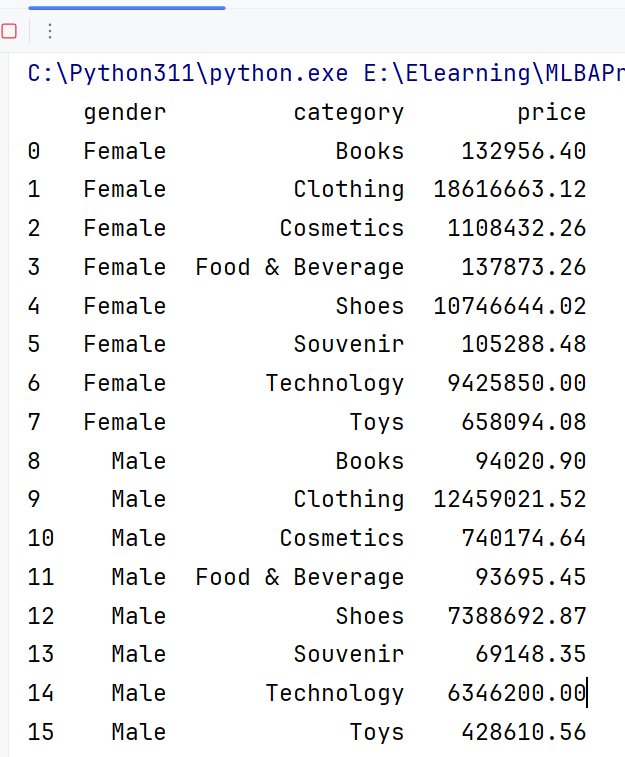 C:\Python311\python.exe E:\Elearning\MLBAPr
gender category price
0 Female Books 132956.40
1 Female Clothing 18616663.12
2 Female Cosmetics 1108432.26
3 Female Food & Beverage 137873.26
4 Female Shoes 10746644.02
5 Female Souvenir 105288.48
6 Female Technology 9425850.00
7 Female Toys 658094.08
8 Male Books 94020.90
9 Male Clothing 12459021.52
10 Male Cosmetics 740174.64
11 Male Food & Beverage 93695.45
12 Male Shoes 7388692.87
13 Male Souvenir 69148.35
14 Male Technology 6346200.00
15 Male Toys 428610.56